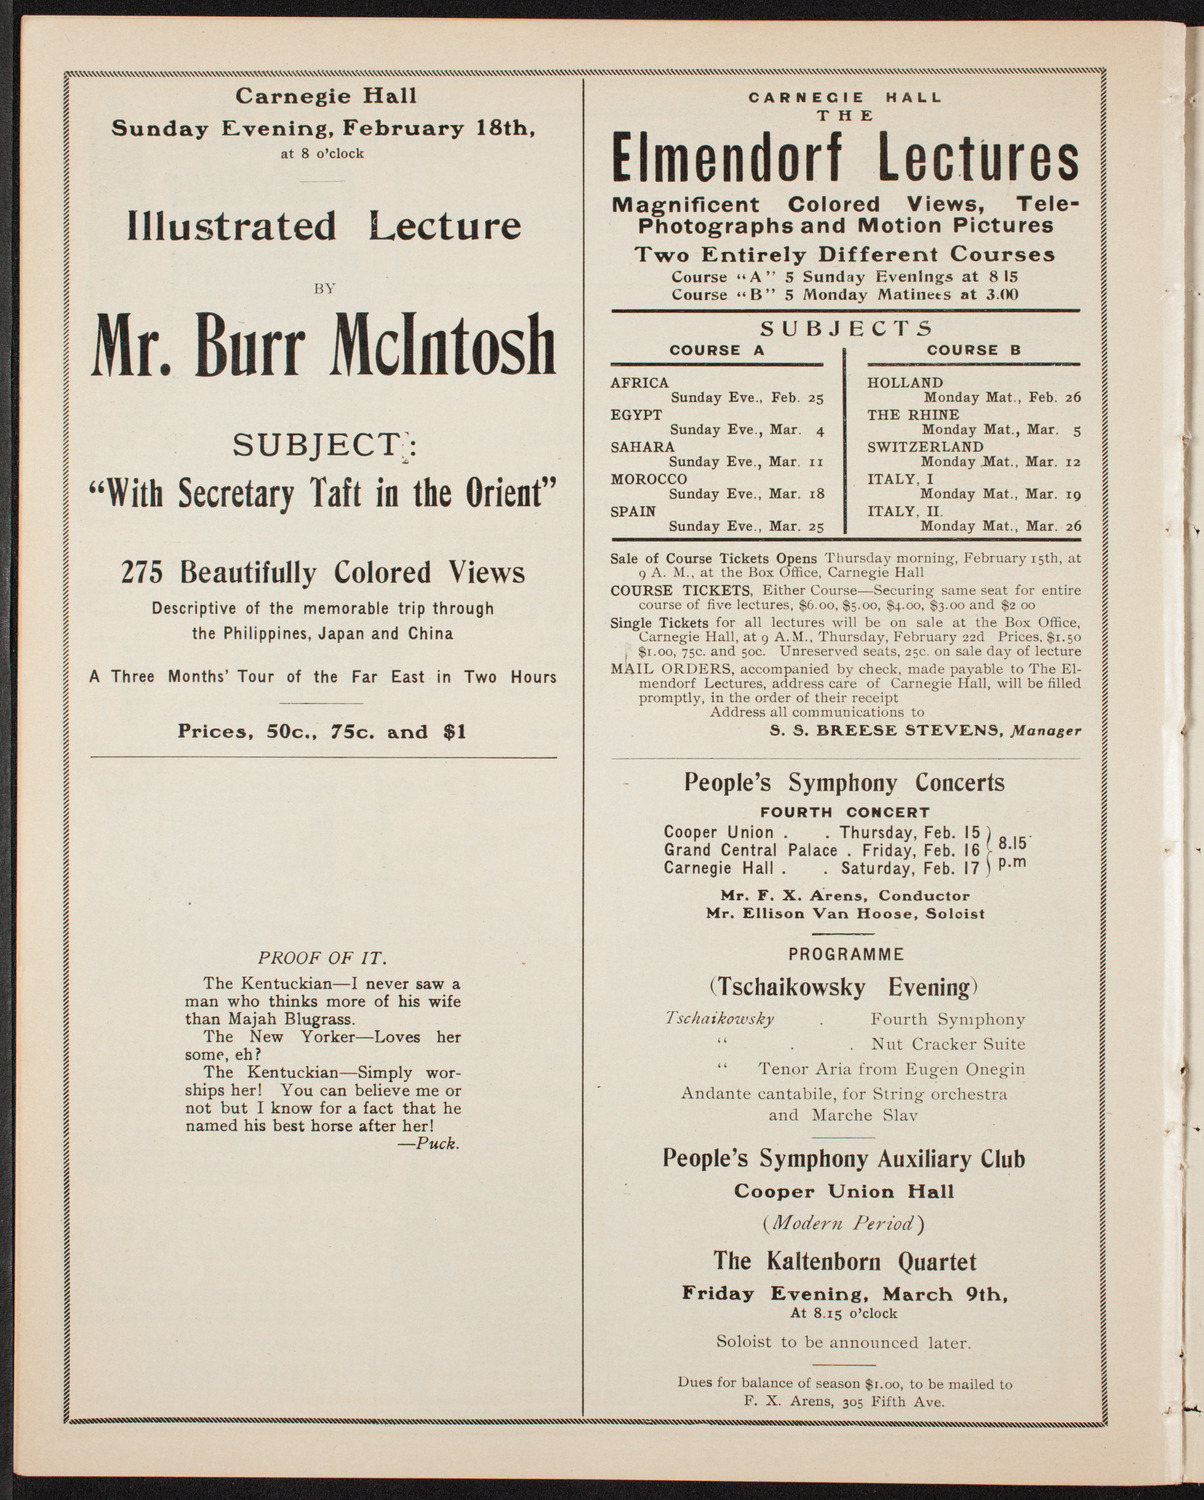 Carnegie Hall
Sunday Evening, February 18th,
at 8 o'clock
Illustrated Lecture
BY
Mr. Burr McIntosh
SUBJECT:
“With Secretary Taft in the Orient”
275 Beautifully Colored Views
Descriptive of the memorable trip through
the Philippines, Japan and China
A Three Months' Tour of the Far East in Two Hours
Prices, 50c., 75c. and $1
PROOF OF IT.
The Kentuckian—I never saw a
man who thinks more of his wife
than Majah Blugrass.
The New Yorker—Loves her
some, eh?
The Kentuckian—Simply wor-
ships her! You can believe me or
not but I know for a fact that he
named his best horse after her!
—Puck.
CARNEGIE HALL
THE
Elmendorf Lectures
Magnificent Colored Views, Tele-
Photographs and Motion Pictures
Two Entirely Different Courses
Course “A” 5 Sunday Evenings at 8 15
Course “B” 5 Monday Matinees at 3.00
SUBJECTS
COURSE A
AFRICA
Sunday Eve., Feb. 25
EGYPT
Sunday Eve., Mar. 4
SAHARA
Sunday Eve., Mar. 11
MOROCCO
Sunday Eve., Mar. 18
SPAIN
Sunday Eve., Mar. 25
COURSE B
HOLLAND
Monday Mat., Feb. 26
THE RHINE
Monday Mat., Mar. 5
SWITZERLAND
Monday Mat., Mar. 12
ITALY, I
Monday Mat., Mar. 19
ITALY, II.
Monday Mat., Mar. 26
Sale of Course Tickets Opens Thursday morning, February 15th, at
9 A. M., at the Box Office, Carnegie Hall
COURSE TICKETS, Either Course—Securing same seat for entire
course of five lectures, $6.00, $5.00, $4.00, $3.00 and $2 00
Single Tickets for all lectures will be on sale at the Box Office,
Carnegie Hall, at 9 A.M., Thursday, February 22d Prices, $1.50
$1.00, 75c. and 50c. Unreserved seats, 25c. on sale day of lecture
MAIL ORDERS, accompanied by check, made payable to The El-
mendorf Lectures, address care of Carnegie Hall, will be filled
promptly, in the order of their receipt
Address all communications to
S. S. BREESE STEVENS, Manager
People's Symphony Concerts
FOURTH CONCERT
Cooper Union . . Thursday, Feb. 15
Grand Central Palace . Friday, Feb. 16
Carnegie Hall . . Saturday, Feb. 17
8.15
p.m
Mr. F. X. Arens, Conductor
Mr. Ellison Van Hoose, Soloist
PROGRAMME
(Tschaikowsky Evening)
Tschaikowsky . Fourth Symphony
“ . . Nut Cracker Suite
“ Tenor Aria from Eugen Onegin
Andante cantabile, for String orchestra
and Marche Slav
People's Symphony Auxiliary Club
Cooper Union Hall
(Modern Period)
The Kaltenborn Quartet
Friday Evening, March 9th,
At 8.15 o'clock
Soloist to be announced later.
Dues for balance of season $1.00, to be mailed to
F. X. Arens, 305 Fifth Ave.